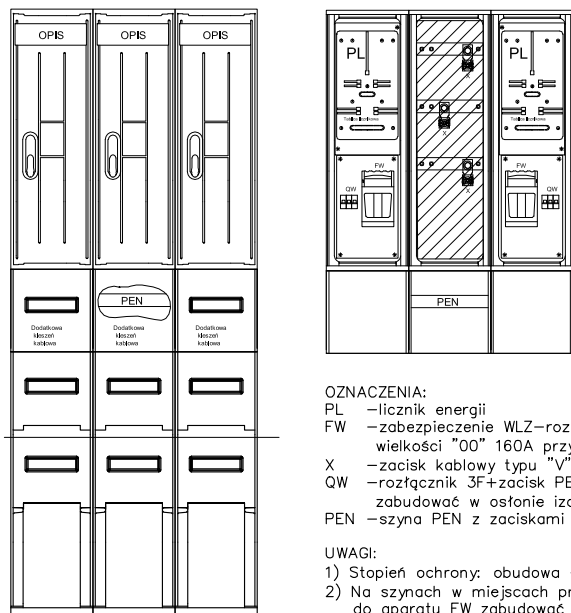 OPIS OPIS OPIS
PEN
Dodatkowa
kieszeń
kablowa
Dodatkowa
kieszeń
kablowa
Dodatkowa
kieszeń
kablowa
PL
X
PL
X
FW
QW
X
FW
QW
PEN
OZNACZENIA:
PL –licznik energii
FW –zabezpieczenie WLZ–roz
wielkości "00" 160A przy
X –zacisk kablowy typu "V"
QW –rozłącznik 3F+zacisk PE
zabudować w osłonie izo
PEN –szyna PEN z zaciskami
UWAGI:
1) Stopień ochrony: obudowa
2) Na szynach w miejscach pr
do aparatu FW zabudować